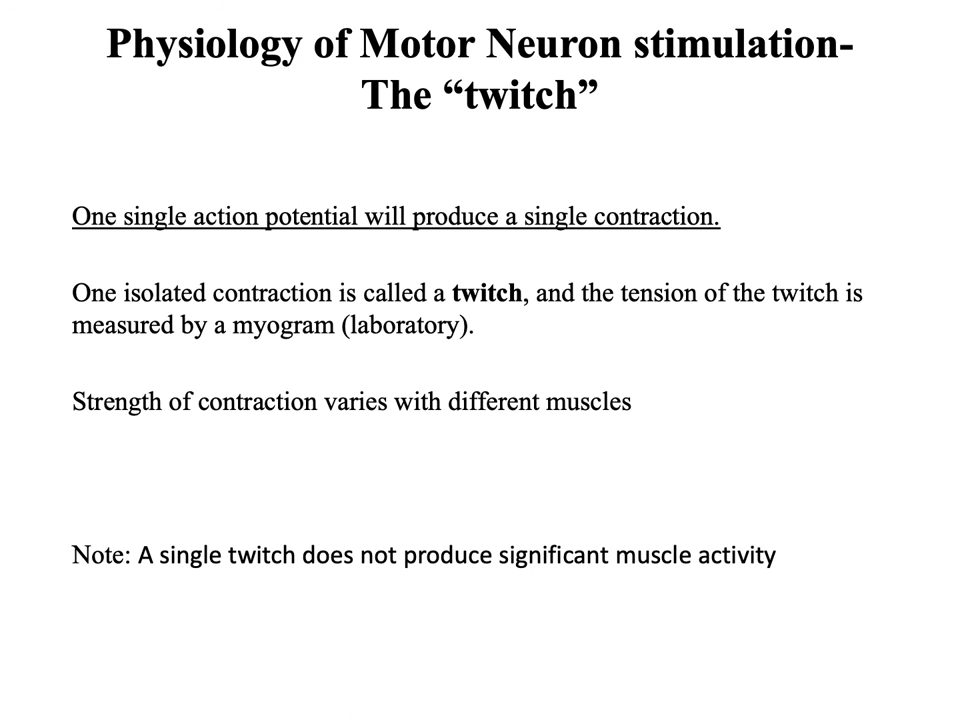 Physiology of Motor Neuron stimulation-
The “twitch”
One single action potential will produce a single contraction.
One isolated contraction is called a twitch, and the tension of the twitch is
measured by a myogram (laboratory).
Strength of contraction varies with different muscles
Note: A single twitch does not produce significant muscle activity